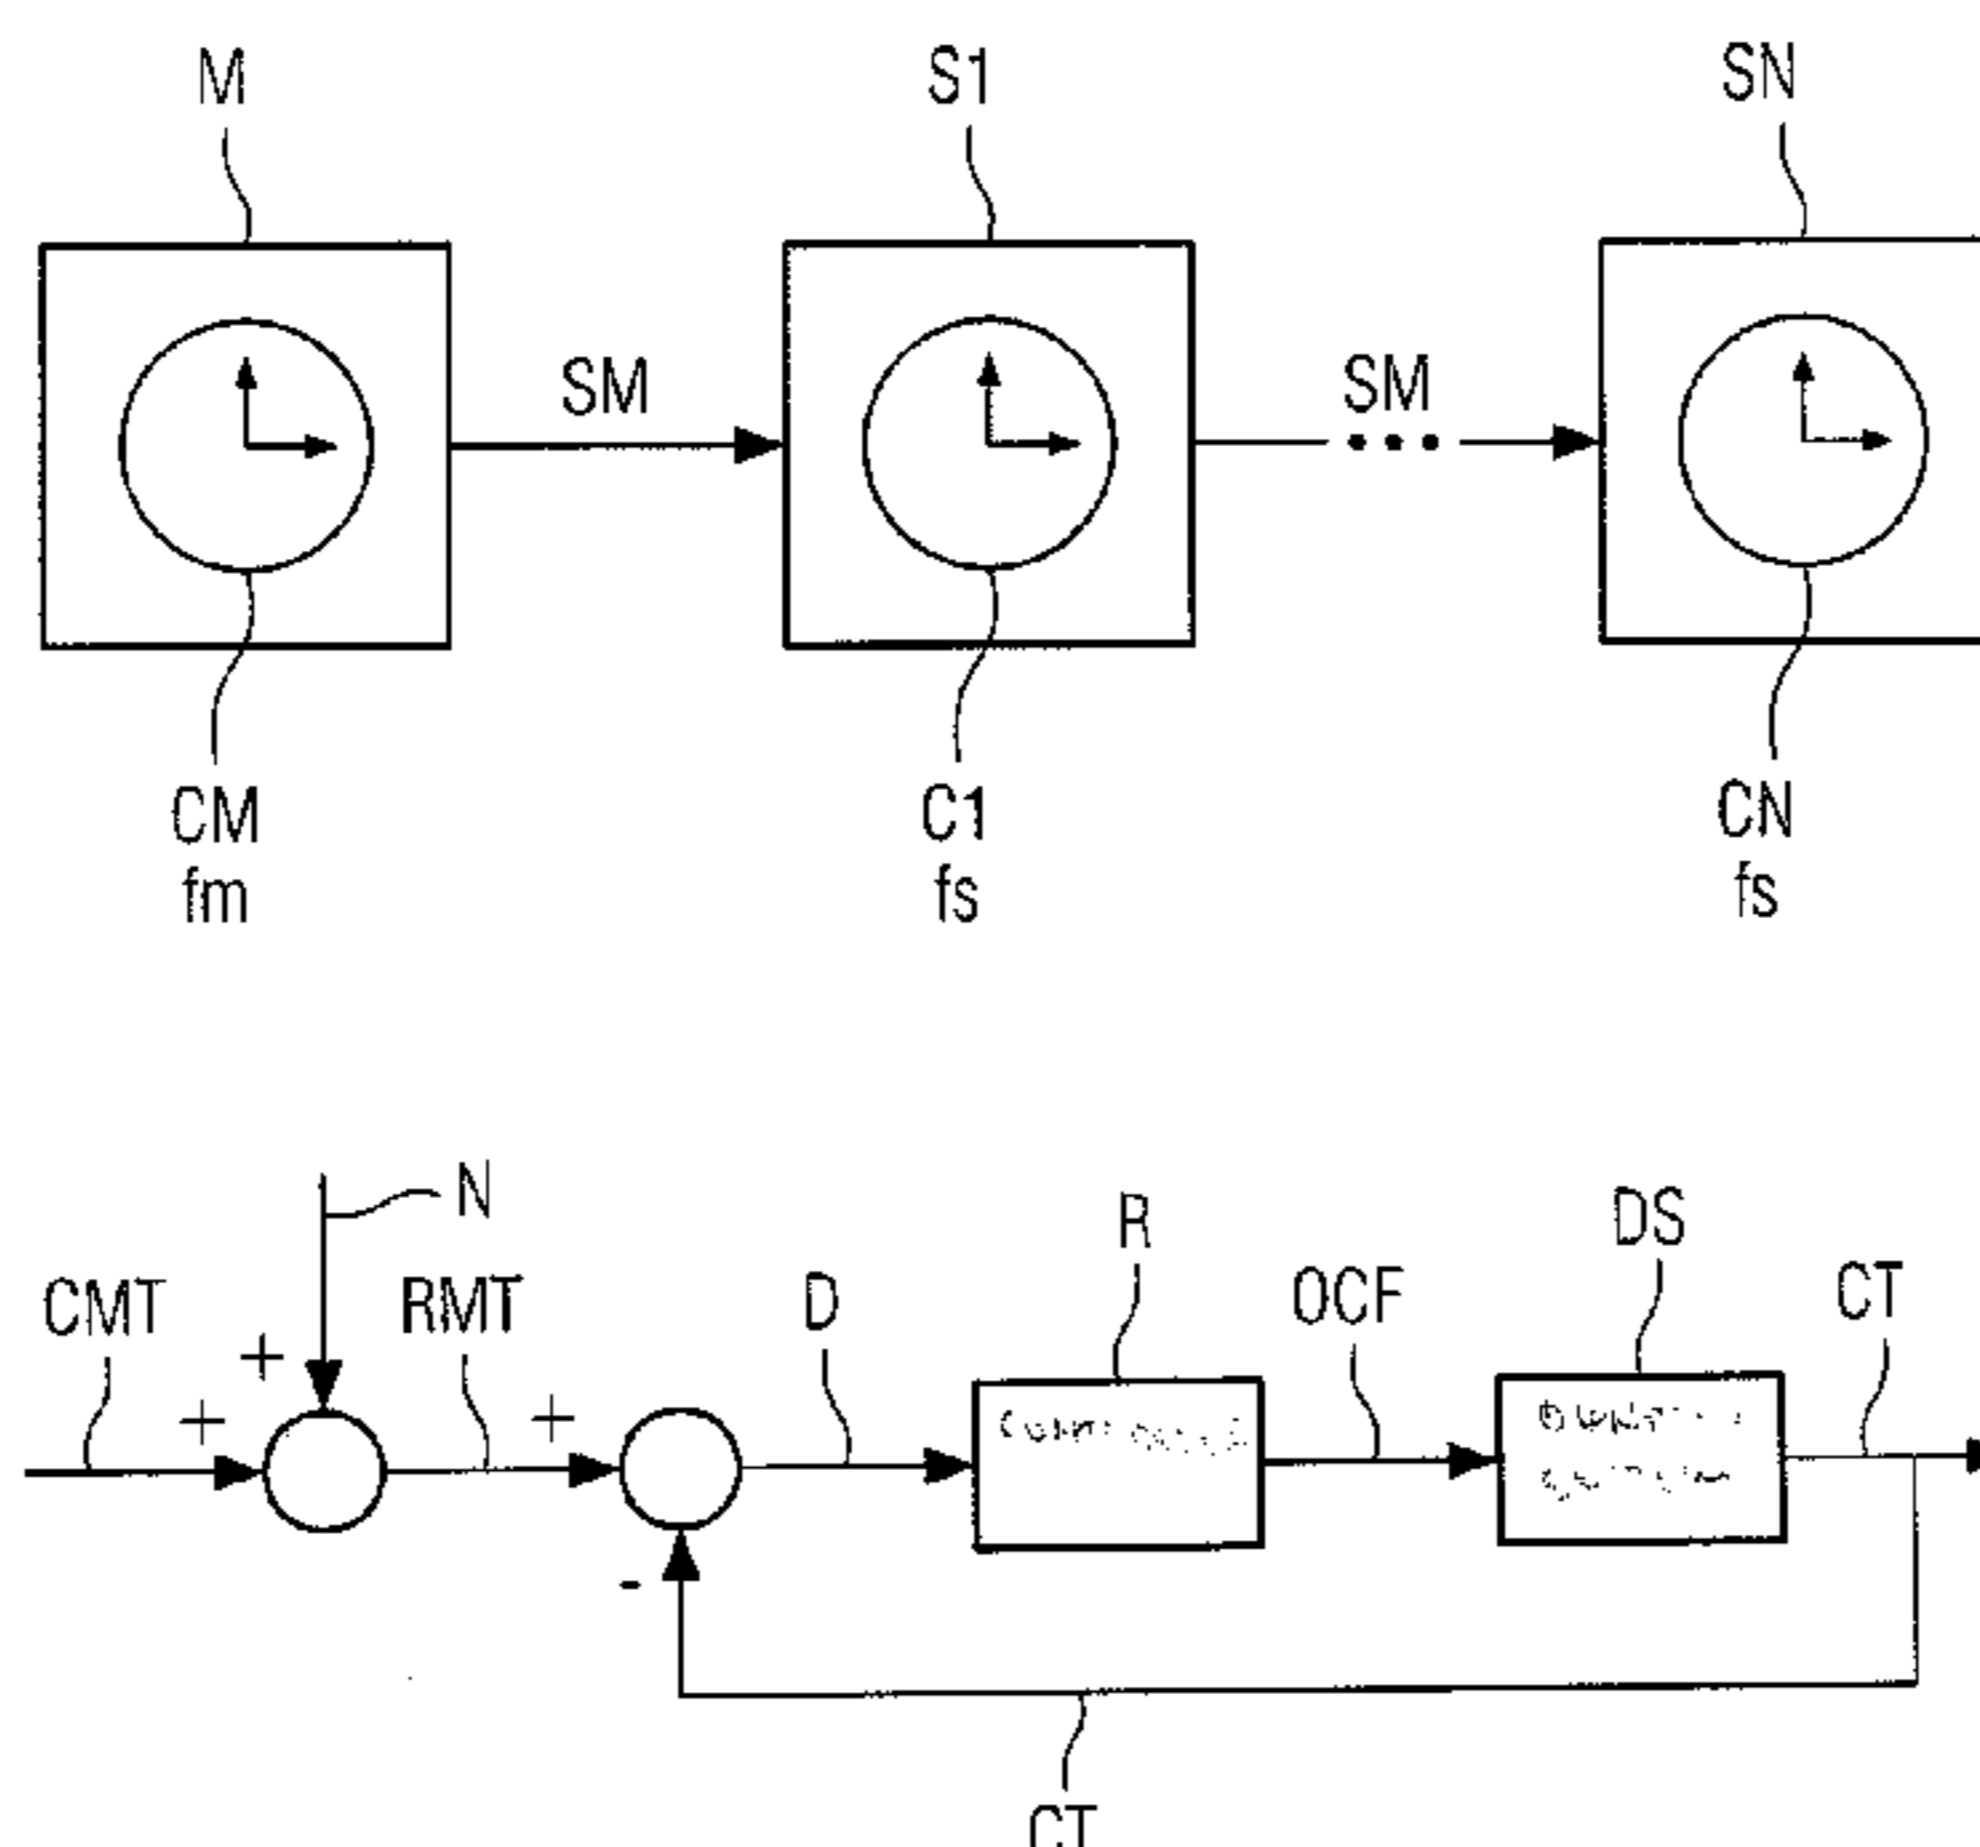 M S1 SN
SM SM
CM C1 CN
fm fs fs
N
R DS
CMT RMT D OCF CT
+
+ +
-
CT